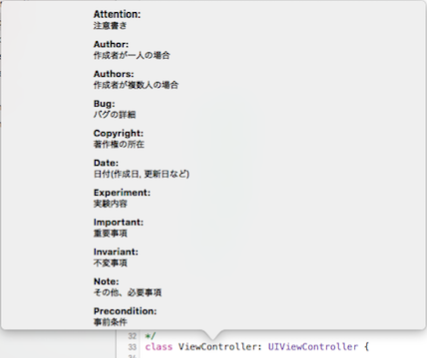 Attention:
注意書き
Author:
作成者が一人の場合
Authors:
作成者が複数人の場合
Bug:
バグの詳細
Copyright:
著作権の所在
Date:
日付(作成日, 更新日など)
Experiment:
実験内容
Important:
重要事項
Invariant:
不変事項
Note:
その他、必要事項
Precondition:
事前条件
32 */
33 class ViewController: UIViewController {